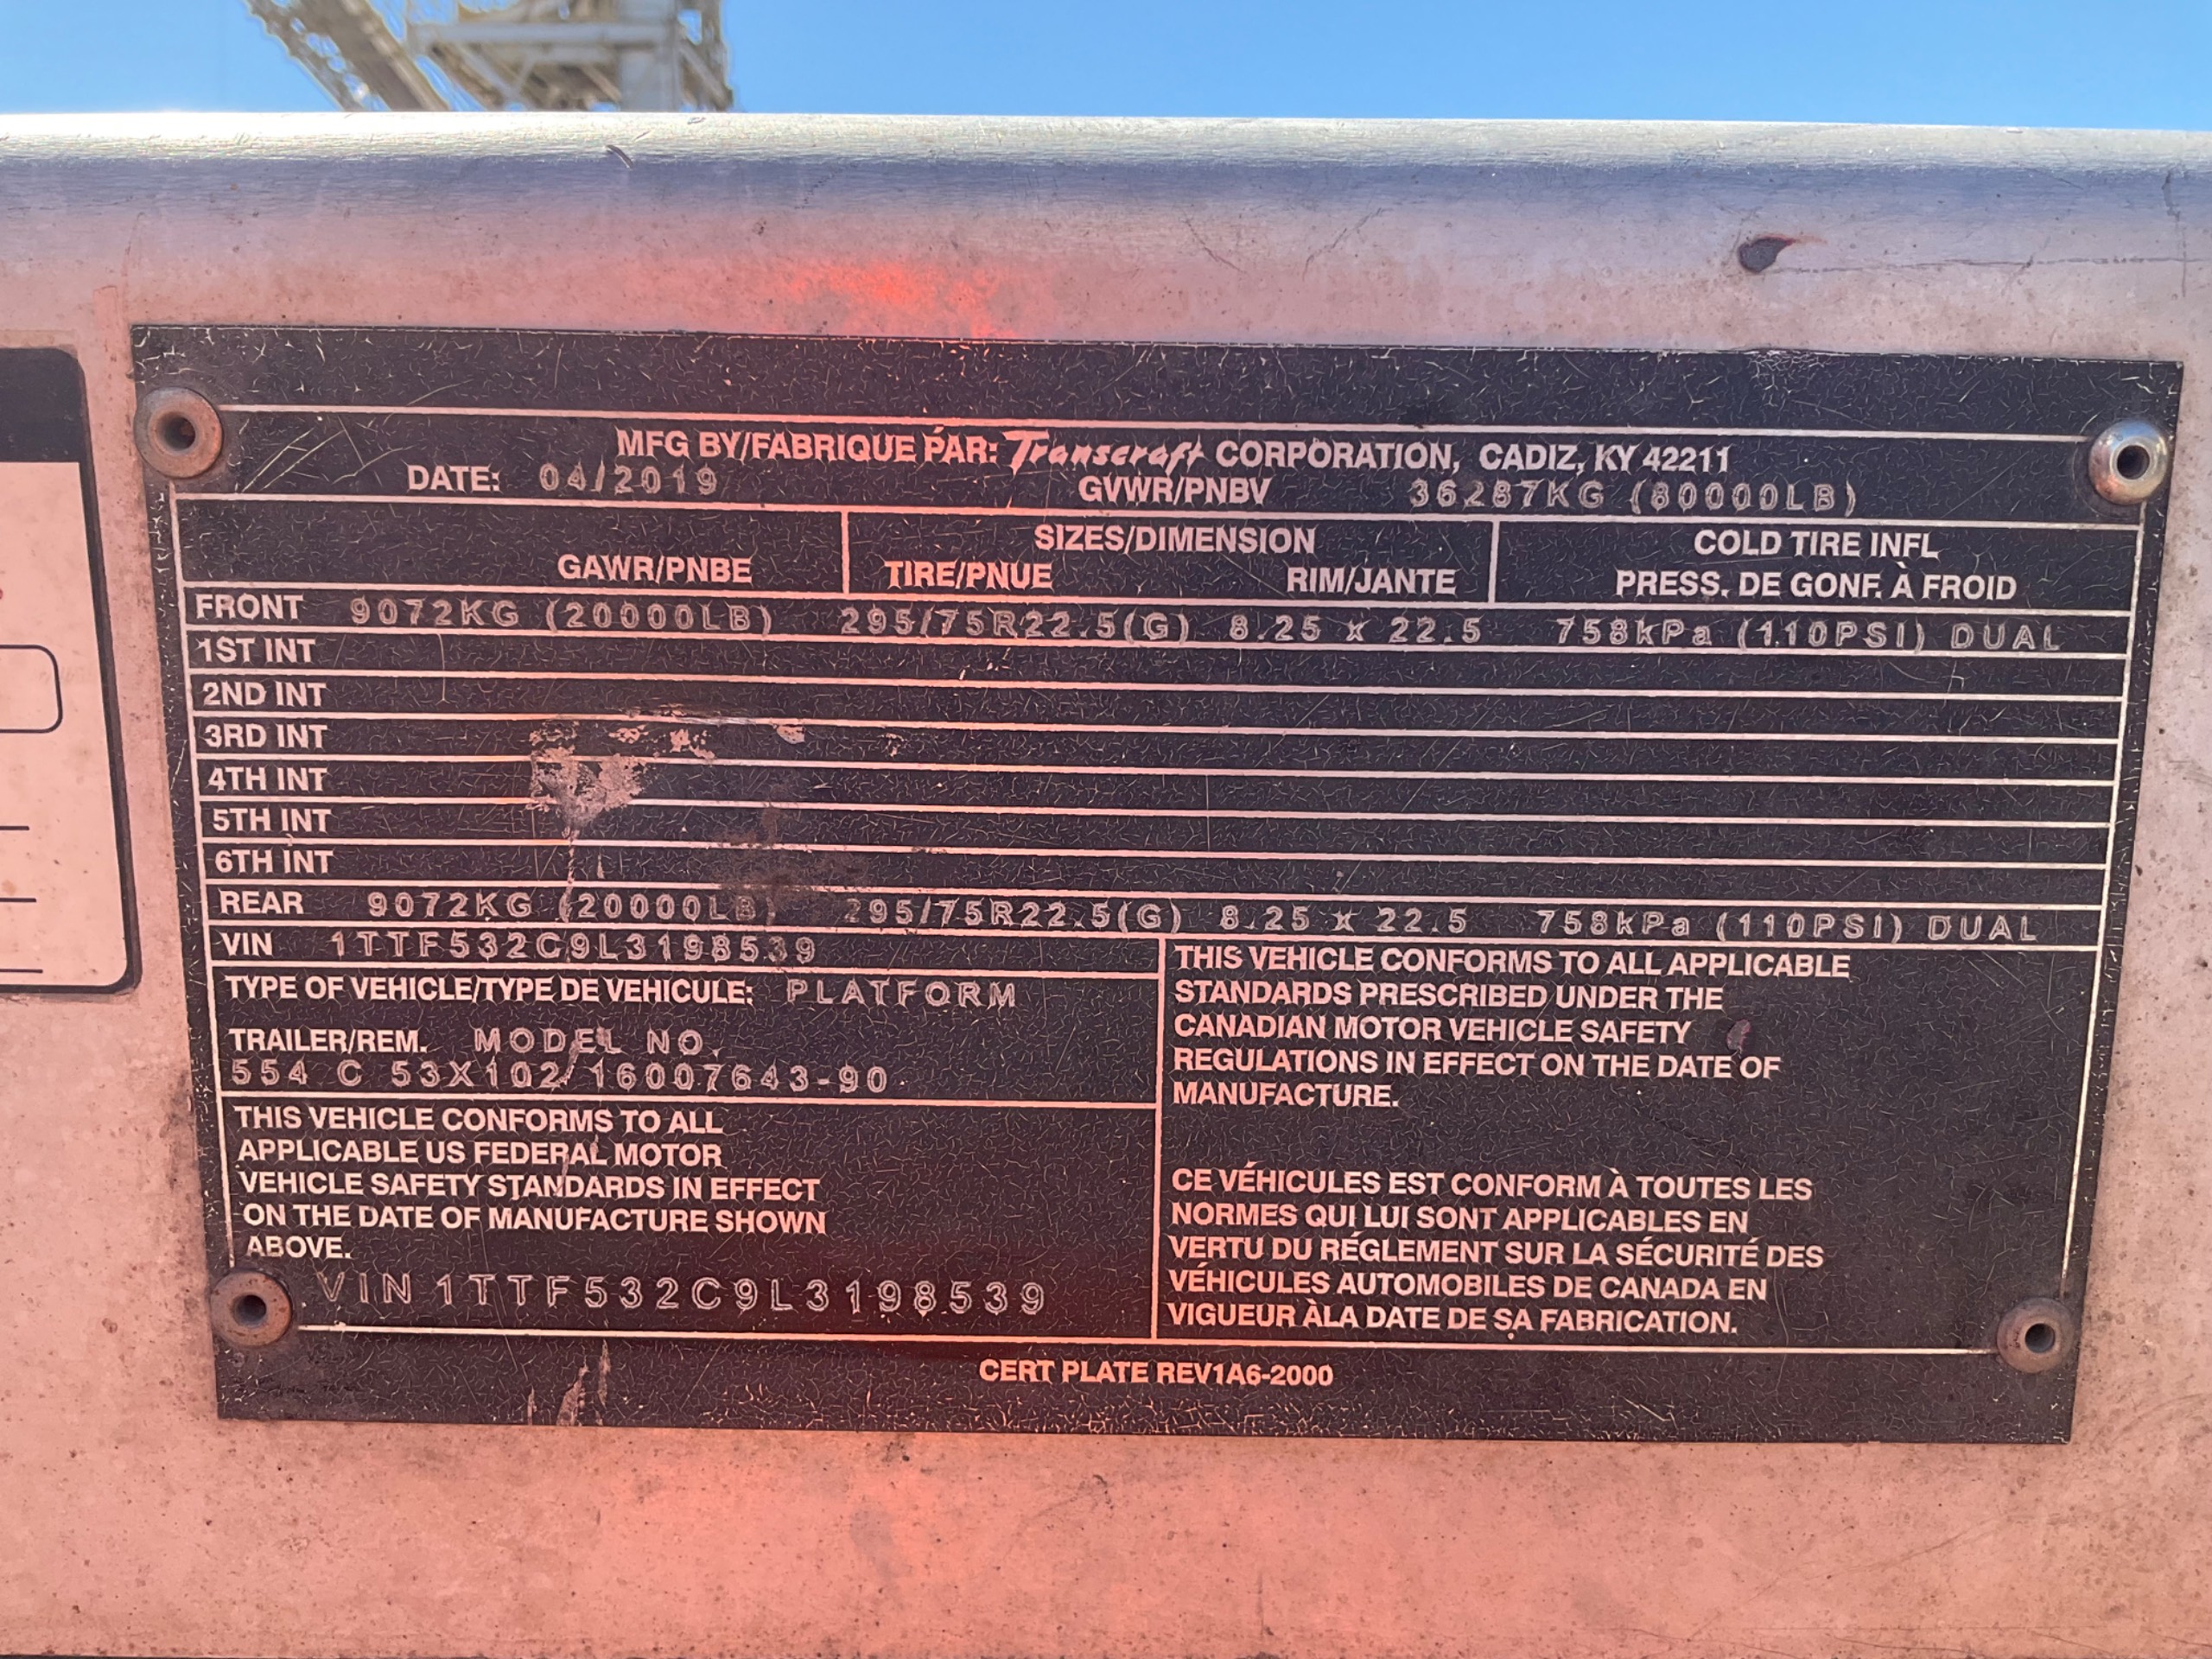 MFG BY/FABRIQUE PAR: Transcraft CORPORATION, CADIZ, KY 42211
DATE: 04/2019 GVWR/PNBV 36287KG (80000LB)
GAWR/PNBE SIZES/DIMENSION COLD TIRE INFL
TIRE/PNUE RIM/JANTE PRESS. DE GONF. À FROID
FRONT 9072KG (20000LB) 295/75R22.5(G) 8.25 x 22.5 758kPa (110PSI) DUAL
1ST INT
2ND INT
3RD INT
4TH INT
5TH INT
6TH INT
REAR 9072KG (20000LB) 295/75R22.5(G) 8.25 x 22.5 758kPa (110PSI) DUAL
VIN 1TTF532C9L3198539
TYPE OF VEHICLE/TYPE DE VEHICULE: PLATFORM
TRAILER/REM. MODEL NO.
554 C 53X102/16007643-90
THIS VEHICLE CONFORMS TO ALL
APPLICABLE US FEDERAL MOTOR
VEHICLE SAFETY STANDARDS IN EFFECT
ON THE DATE OF MANUFACTURE SHOWN
ABOVE.
VIN 1TTF532C9L3198539
THIS VEHICLE CONFORMS TO ALL APPLICABLE
STANDARDS PRESCRIBED UNDER THE
CANADIAN MOTOR VEHICLE SAFETY
REGULATIONS IN EFFECT ON THE DATE OF
MANUFACTURE.
CE VÉHICULES EST CONFORM À TOUTES LES
NORMES QUI LUI SONT APPLICABLES EN
VERTU DU RÉGLEMENT SUR LA SÉCURITÉ DES
VÉHICULES AUTOMOBILES DE CANADA EN
VIGUEUR ÀLA DATE DE SA FABRICATION.
CERT PLATE REV1A6-2000